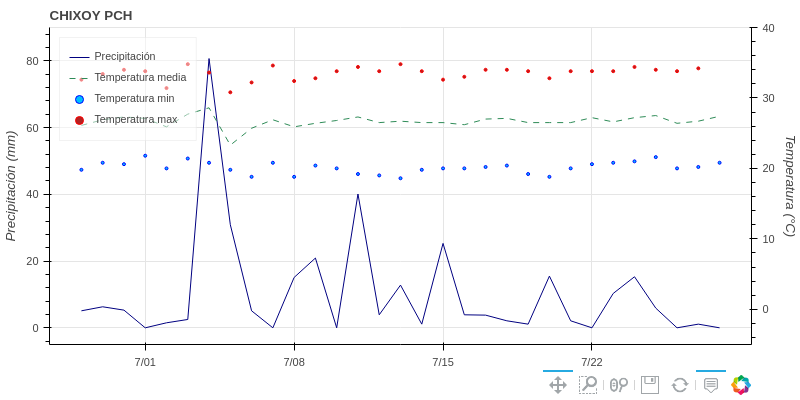 CHIXOY PCH
Precipitación
Temperatura media
Temperatura min
Temperatura max
Precipitación (mm)
80
60
40
20
0
Temperatura (°C)
40
30
20
10
0
7/01
7/08
7/15
7/22